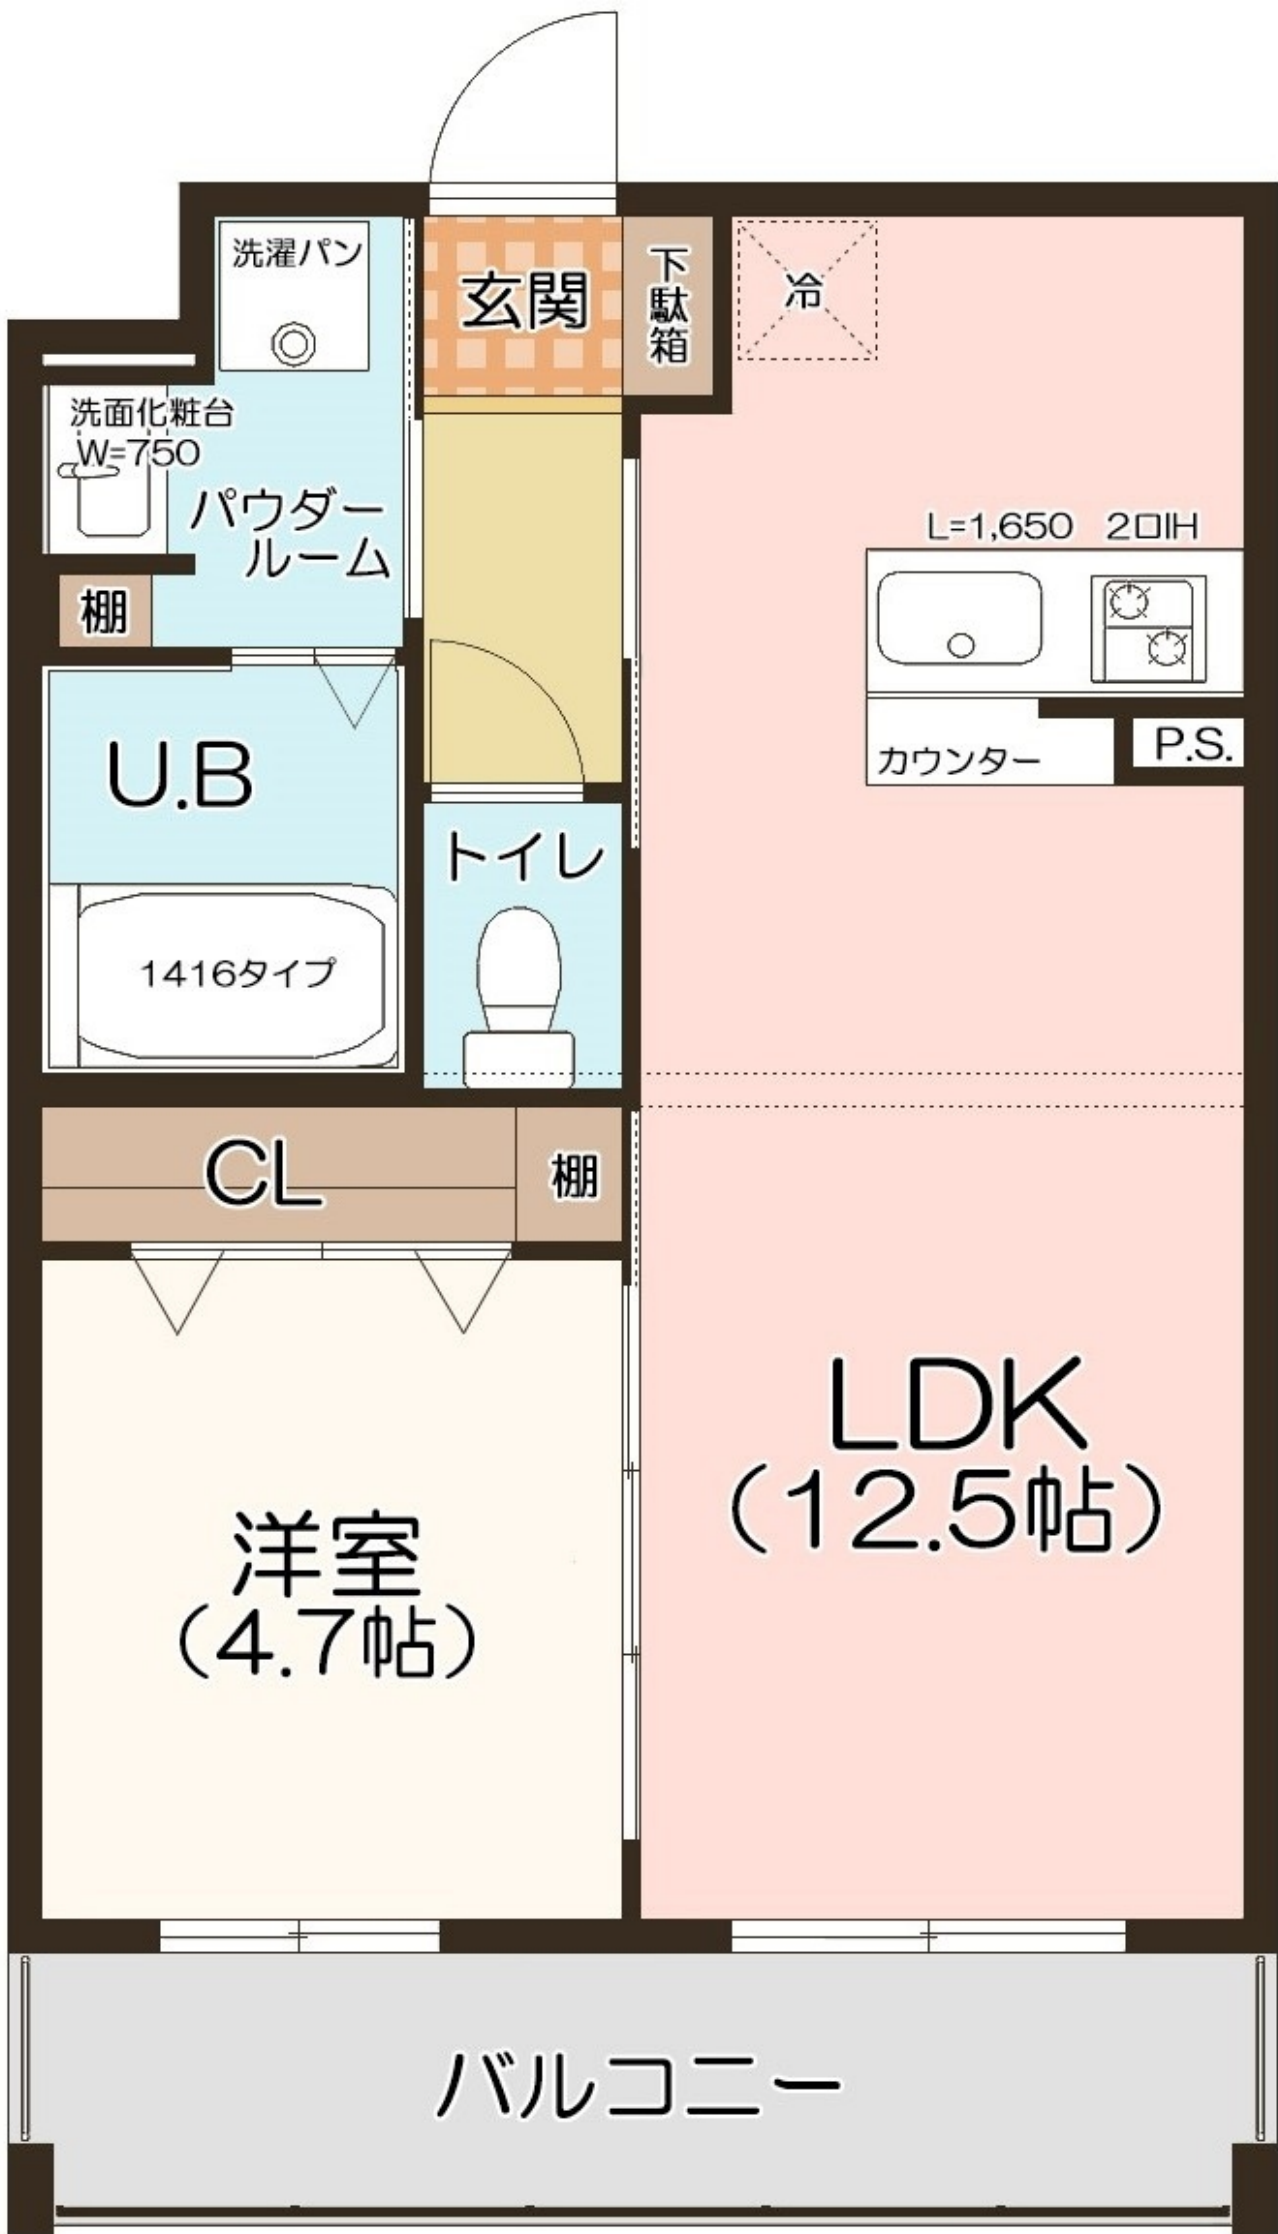 洗濯パン
玄関
下駄箱
冷
洗面化粧台
W=750
パウダー
ルーム
L=1,650 2口IH
棚
U.B
カウンター
P.S.
トイレ
1416タイプ
CL
棚
LDK
(12.5帖)
洋室
(4.7帖)
バルコニー